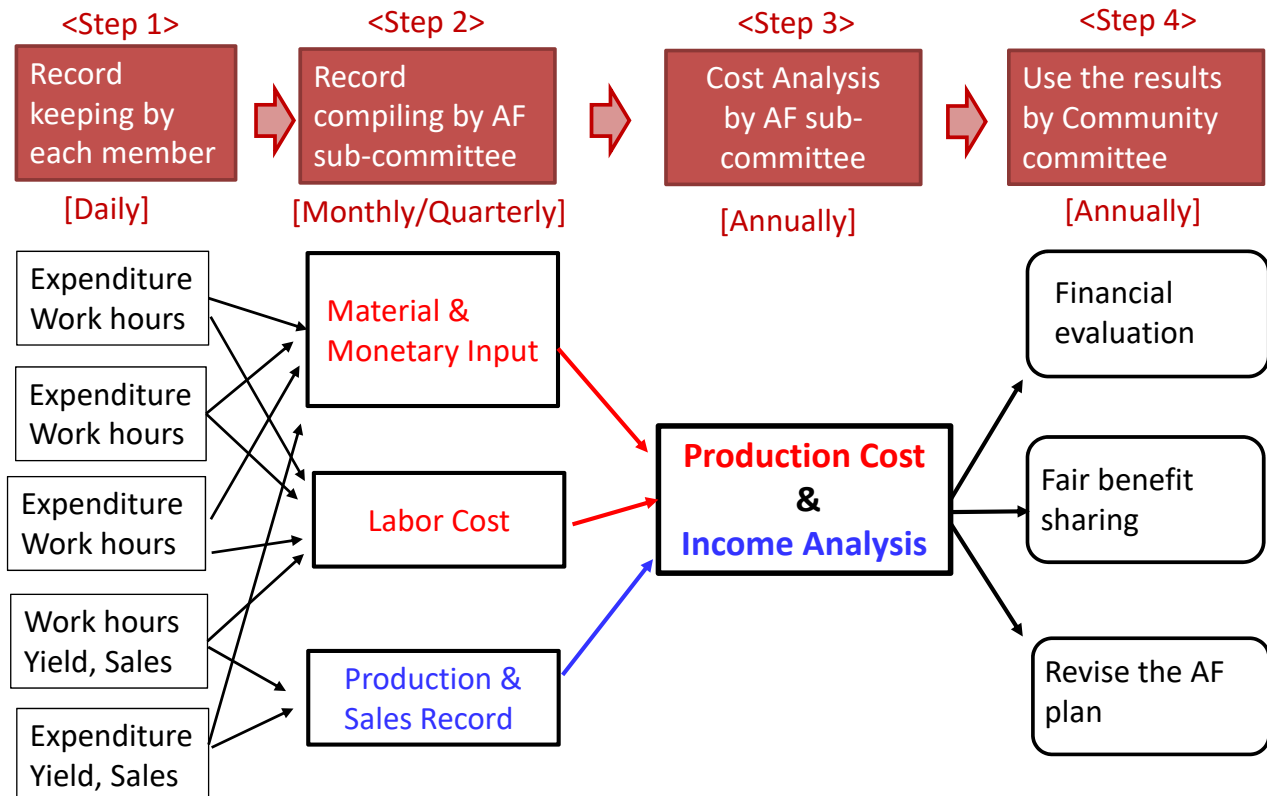 <Step 1>
<Step 2>
<Step 3>
<Step 4>
Record
keeping by
each member
Record
compiling by AF
sub-committee
Cost Analysis
by AF sub-
committee
Use the results
by Community
committee
[Daily]
[Monthly/Quarterly]
[Annually]
[Annually]
Expenditure
Work hours
Expenditure
Work hours
Expenditure
Work hours
Work hours
Yield, Sales
Expenditure
Yield, Sales
Material &
Monetary Input
Labor Cost
Production &
Sales Record
Production Cost
&
Income Analysis
Financial
evaluation
Fair benefit
sharing
Revise the AF
plan